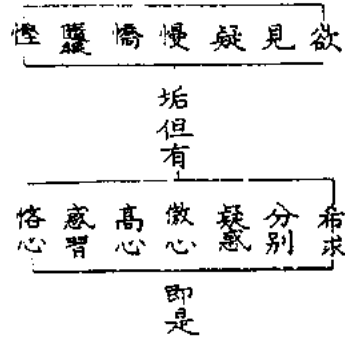 欲
見
疑
慢
憍
慳
垢但有
希求
分別
疑惑
傲心
高心
惑習
悋心
即是